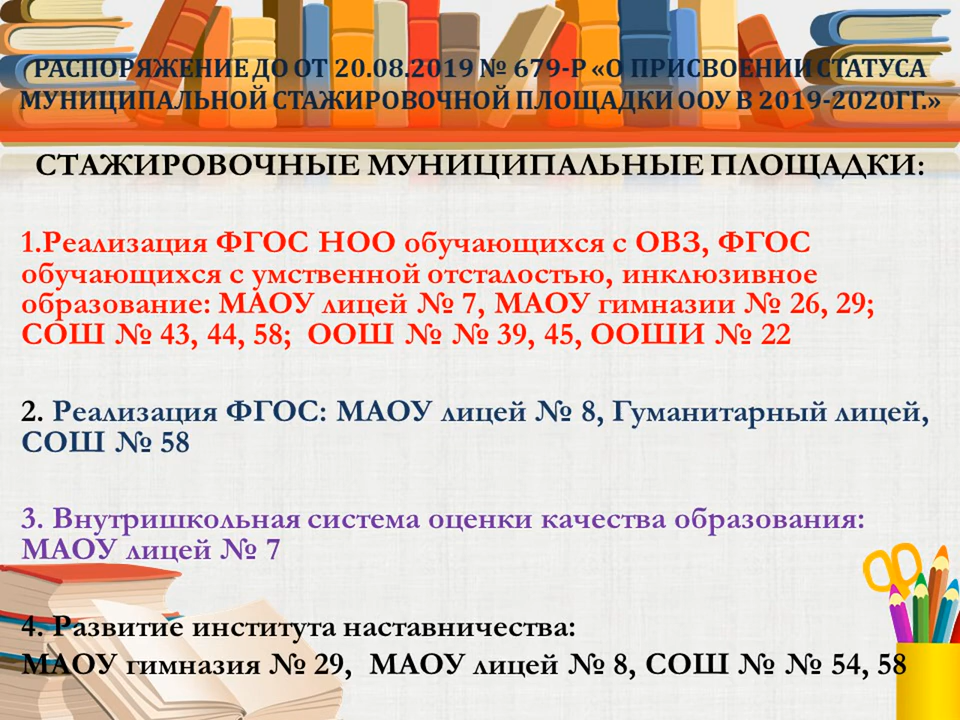 РАСПОРЯЖЕНИЕ ДО ОТ 20.08.2019 № 679-Р «О ПРИСВОЕНИИ СТАТУСА
МУНИЦИПАЛЬНОЙ СТАЖИРОВОЧНОЙ ПЛОЩАДКИ ООУ В 2019-2020ГГ.»
СТАЖИРОВОЧНЫЕ МУНИЦИПАЛЬНЫЕ ПЛОЩАДКИ:
1.Реализация ФГОС НОО обучающихся с ОВЗ, ФГОС
обучающихся с умственной отсталостью, инклюзивное
образование: МАОУ лицей № 7, МАОУ гимназии № 26, 29;
СОШ № 43, 44, 58; ООШ № № 39, 45, ООШИ № 22
2. Реализация ФГОС: МАОУ лицей № 8, Гуманитарный лицей,
СОШ № 58
3. Внутришкольная система оценки качества образования:
МАОУ лицей № 7
4. Развитие института наставничества:
МАОУ гимназия № 29, МАОУ лицей № 8, СОШ № № 54, 58